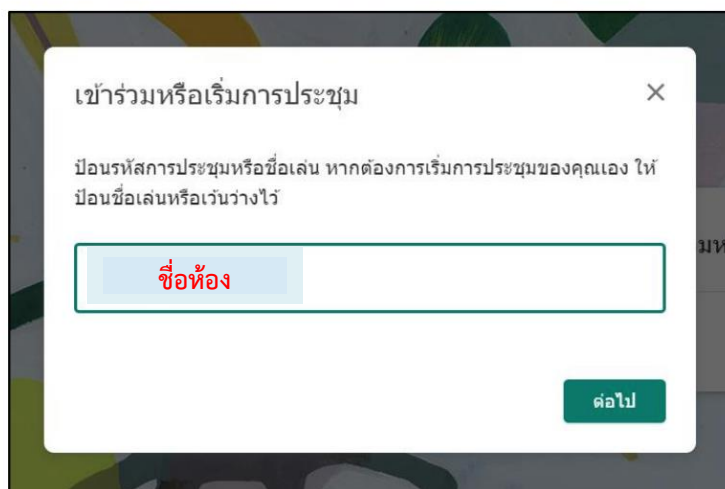 เข้าร่วมหรือเริ่มการประชุม
ป้อนรหัสการประชุมหรือชื่อเล่น หากต้องการเริ่มการประชุมของคุณเอง ให้
ป้อนชื่อเล่นหรือเว้นว่างไว้
ชื่อห้อง
ต่อไป